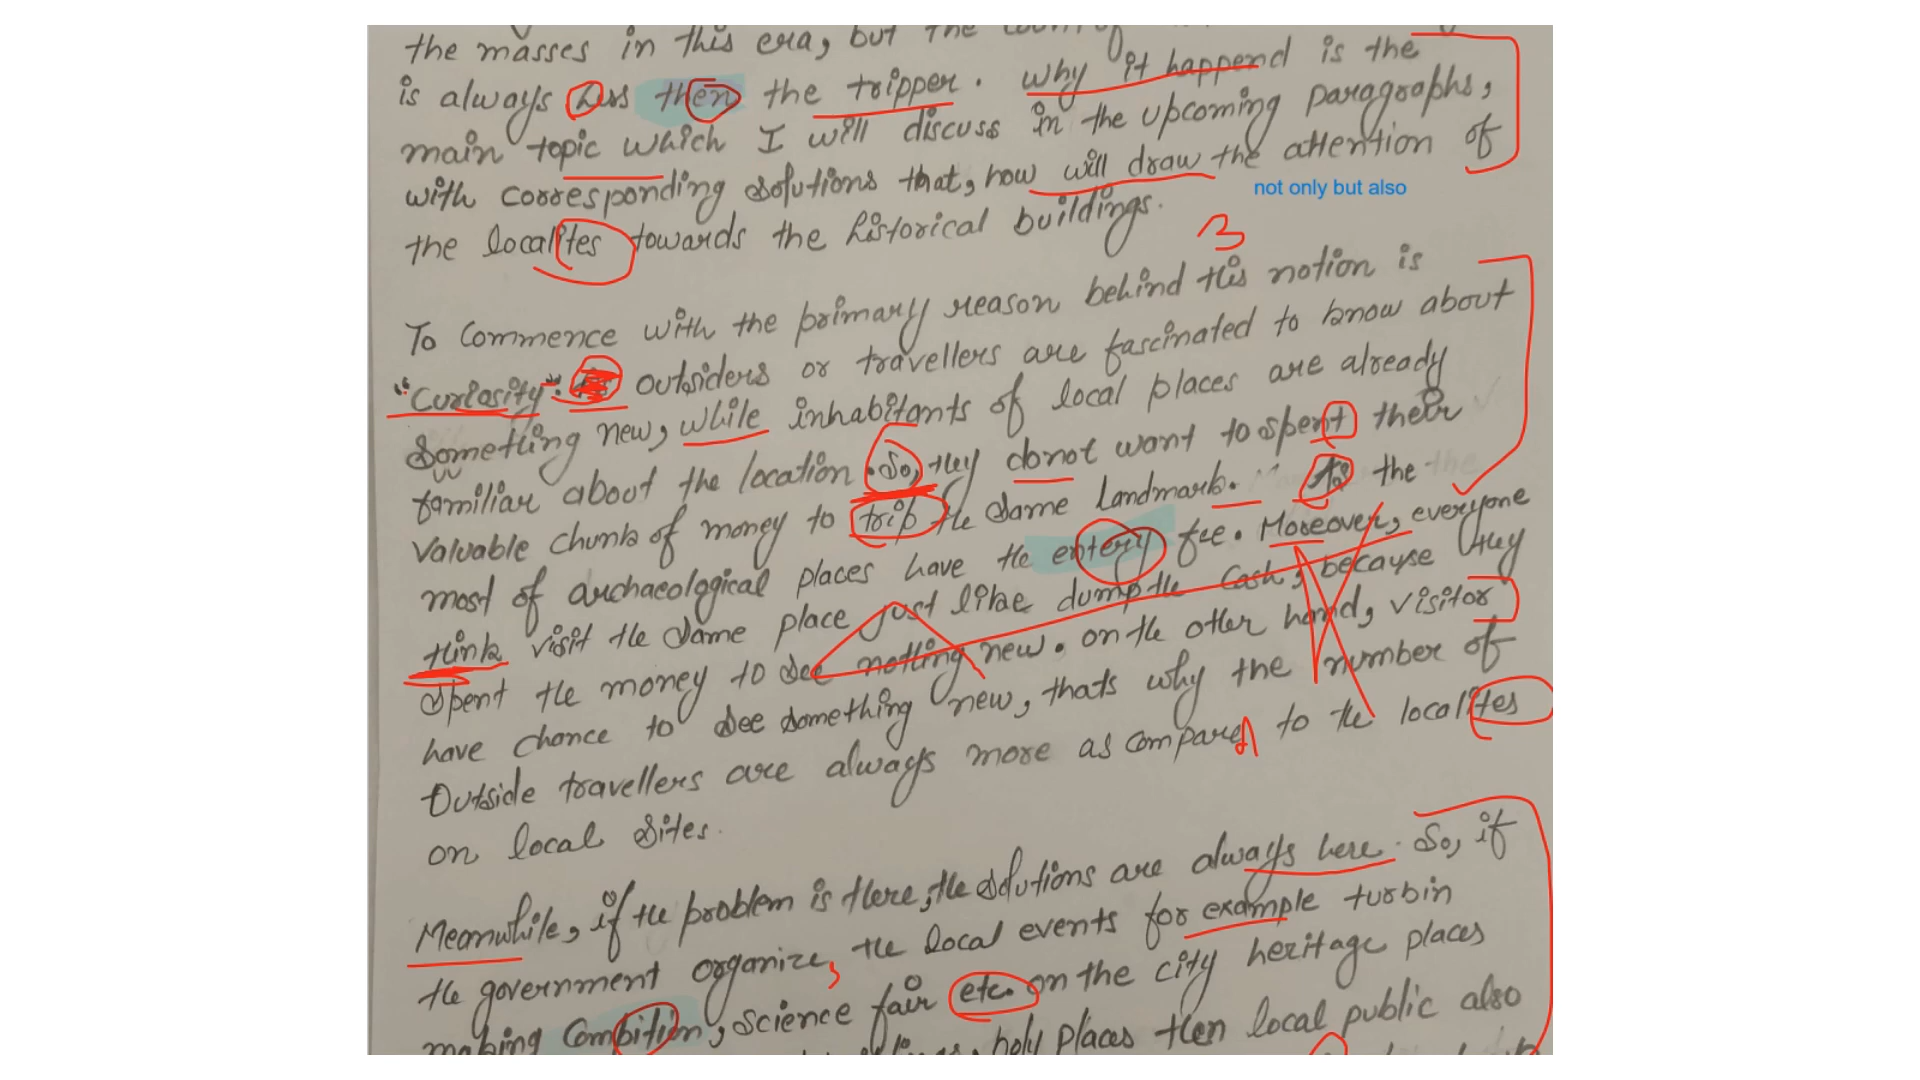 the masses in this era, but the
is always less then the tripper. Why it happend is the
main topic which I will discuss in the upcoming paragraphs,
with corresponding solutions that, how will draw the attention of
not only but also
the localites towards the historical buildings.
3
To Commence with the primary reason behind this notion is
"Curiosity". outsiders or travellers are fascinated to know about
Something new, while inhabitants of local places are already
familiar about the location. So, they donot want to spent their
Valuable chunk of money to trip the same landmark. As the
most of archaeological places have the entery fee. Moreover, everyone
think visit the same place just like dump the cash, because they
spent the money to see nothing new. on the other hand, visitor
have chance to see something new, thats why the number of
Outside travellers are always more as compare to the localites
on local sites.
Meanwhile, if the problem is there, the solutions are always here. So, if
the government organize, the local events for example turbin
making Combition, science fair etc. on the city heritage places
holy places then local public also